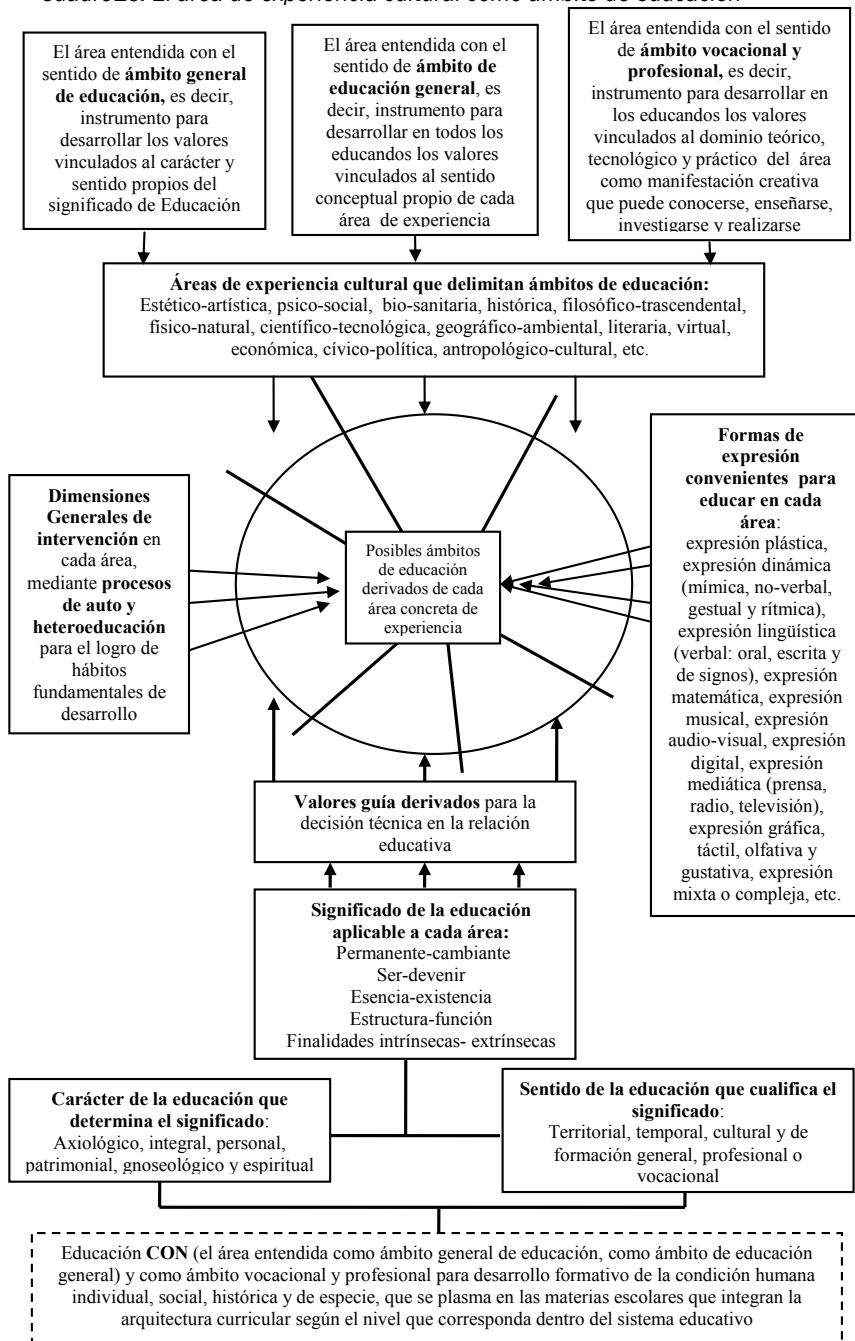 Cuadro28: El área de experiencia cultural como ámbito de educación
El área entendida con el
sentido de ámbito general
de educación, es decir,
instrumento para
desarrollar los valores
vinculados al carácter y
sentido propios del
significado de Educación
El área entendida con el
sentido de ámbito de
educación general, es
decir, instrumento para
desarrollar en todos los
educandos los valores
vinculados al sentido
conceptual propio de cada
área de experiencia
El área entendida con el sentido
de ámbito vocacional y
profesional, es decir,
instrumento para desarrollar en
los educandos los valores
vinculados al dominio teórico,
tecnológico y práctico del área
como manifestación creativa
que puede conocerse, enseñarse,
investigarse y realizarse
Áreas de experiencia cultural que delimitan ámbitos de educación:
Estético-artística, psico-social, bio-sanitaria, histórica, filosófico-trascendental,
físico-natural, científico-tecnológica, geográfico-ambiental, literaria, virtual,
económica, cívico-política, antropológico-cultural, etc.
Dimensiones
Generales de
intervención en
cada área,
mediante procesos
de auto y
heteroeducación
para el logro de
hábitos
fundamentales de
desarrollo
Posibles ámbitos
de educación
derivados de cada
área concreta de
experiencia
Formas de
expresión
convenientes para
educar en cada
área:
expresión plástica,
expresión dinámica
(mímica, no-verbal,
gestual y rítmica),
expresión lingüística
(verbal: oral, escrita y
de signos), expresión
matemática, expresión
musical, expresión
audio-visual, expresión
digital, expresión
mediática (prensa,
radio, televisión),
expresión gráfica,
táctil, olfativa y
gustativa, expresión
mixta o compleja, etc.
Valores guía derivados para la
decisión técnica en la relación
educativa
Significado de la educación
aplicable a cada área:
Permanente-cambiante
Ser-devenir
Esencia-existencia
Estructura-función
Finalidades intrínsecas- extrínsecas
Carácter de la educación que
determina el significado:
Axiológico, integral, personal,
patrimonial, gnoseológico y espiritual
Sentido de la educación que cualifica el
significado:
Territorial, temporal, cultural y de
formación general, profesional o
vocacional
Educación CON (el área entendida como ámbito general de educación, como ámbito de educación
general) y como ámbito vocacional y profesional para desarrollo formativo de la condición humana
individual, social, histórica y de especie, que se plasma en las materias escolares que integran la
arquitectura curricular según el nivel que corresponda dentro del sistema educativo